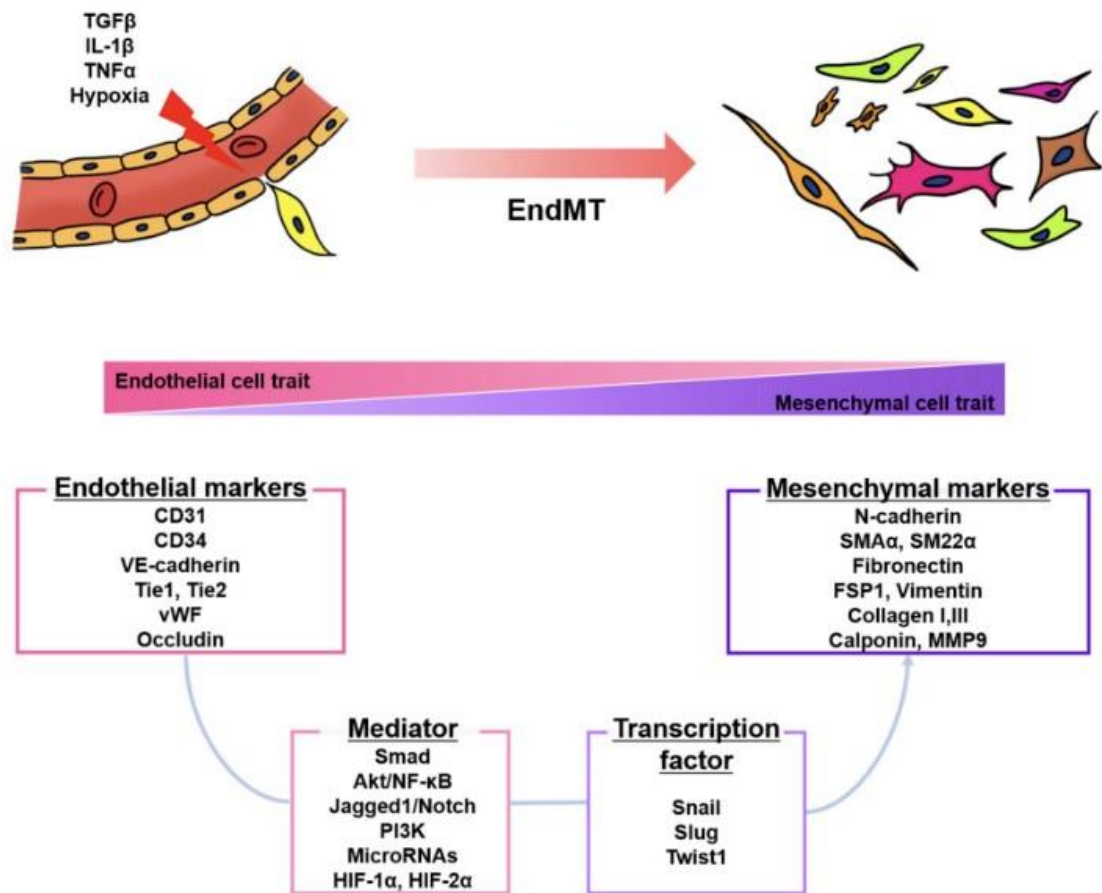 TGFβ
IL-1β
TNFα
Hypoxia
EndMT
Endothelial cell trait
Mesenchymal cell trait
Endothelial markers
CD31
CD34
VE-cadherin
Tie1, Tie2
vWF
Occludin
Mesenchymal markers
N-cadherin
SMAα, SM22α
Fibronectin
FSP1, Vimentin
Collagen I,III
Calponin, MMP9
Mediator
Smad
Akt/NF-κB
Jagged1/Notch
PI3K
MicroRNAs
HIF-1α, HIF-2α
Transcription
factor
Snail
Slug
Twist1